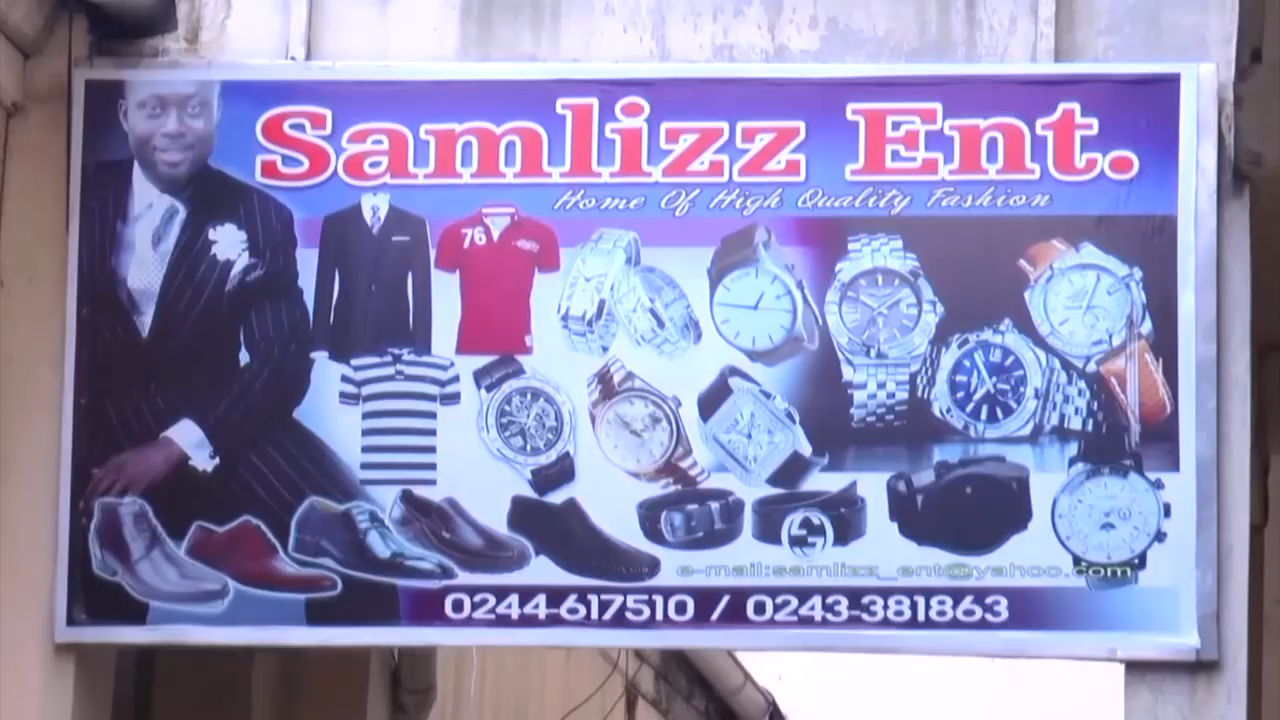 Samlizz Ent.
Home Of High Quality Fashion
76
e-mail:samlizz_ent@yahoo.com
0244-617510 / 0243-381863